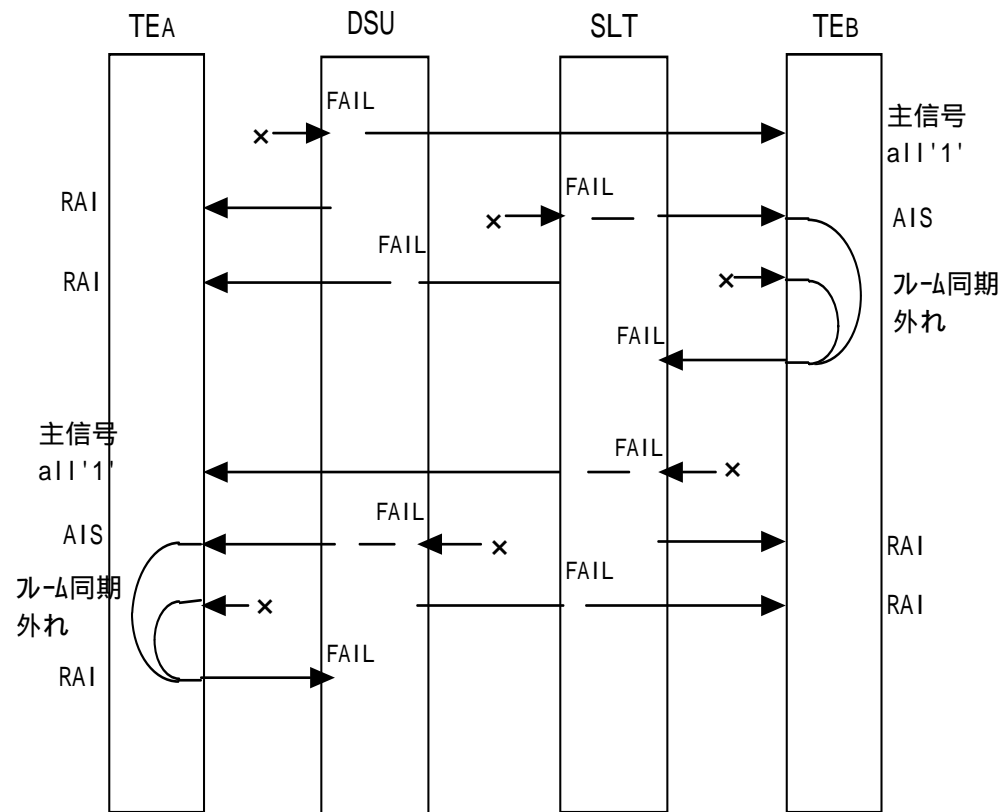 TEA
DSU
SLT
TEB
FAIL
×
主信号
all'1'
RAI
FAIL
×
AIS
FAIL
RAI
×
フレーム同期
外れ
FAIL
主信号
all'1'
FAIL
×
AIS
FAIL
×
RAI
フレーム同期
外れ
×
FAIL
RAI
RAI
FAIL